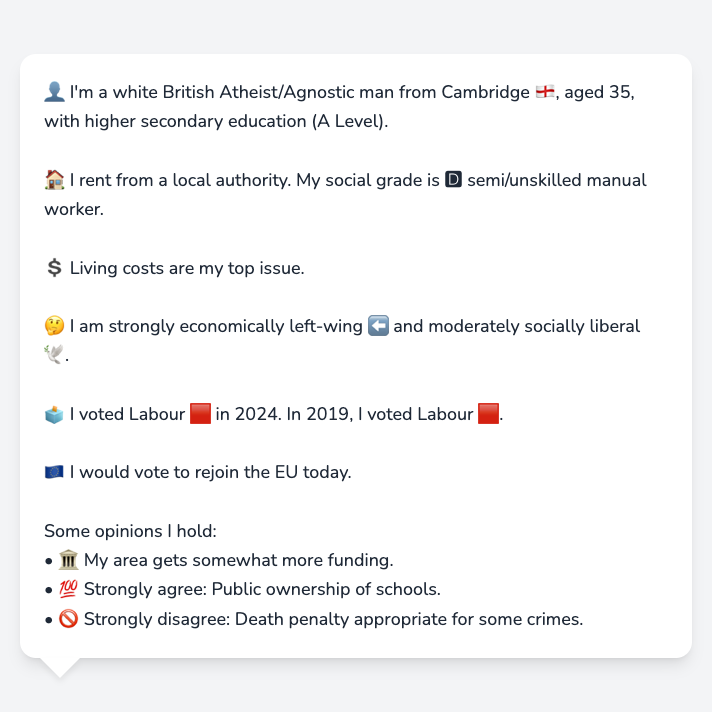 👤 I'm a white British Atheist/Agnostic man from Cambridge 🏴󠁧󠁢󠁥󠁮󠁧󠁿, aged 35,
with higher secondary education (A Level).
🏠 I rent from a local authority. My social grade is 🅳 semi/unskilled manual
worker.
💲 Living costs are my top issue.
🤔 I am strongly economically left-wing ⬅️ and moderately socially liberal
🕊️.
🗳️ I voted Labour 🟥 in 2024. In 2019, I voted Labour 🟥.
🇪🇺 I would vote to rejoin the EU today.
Some opinions I hold:
• 🏛️ My area gets somewhat more funding.
• 💯 Strongly agree: Public ownership of schools.
• 🚫 Strongly disagree: Death penalty appropriate for some crimes.